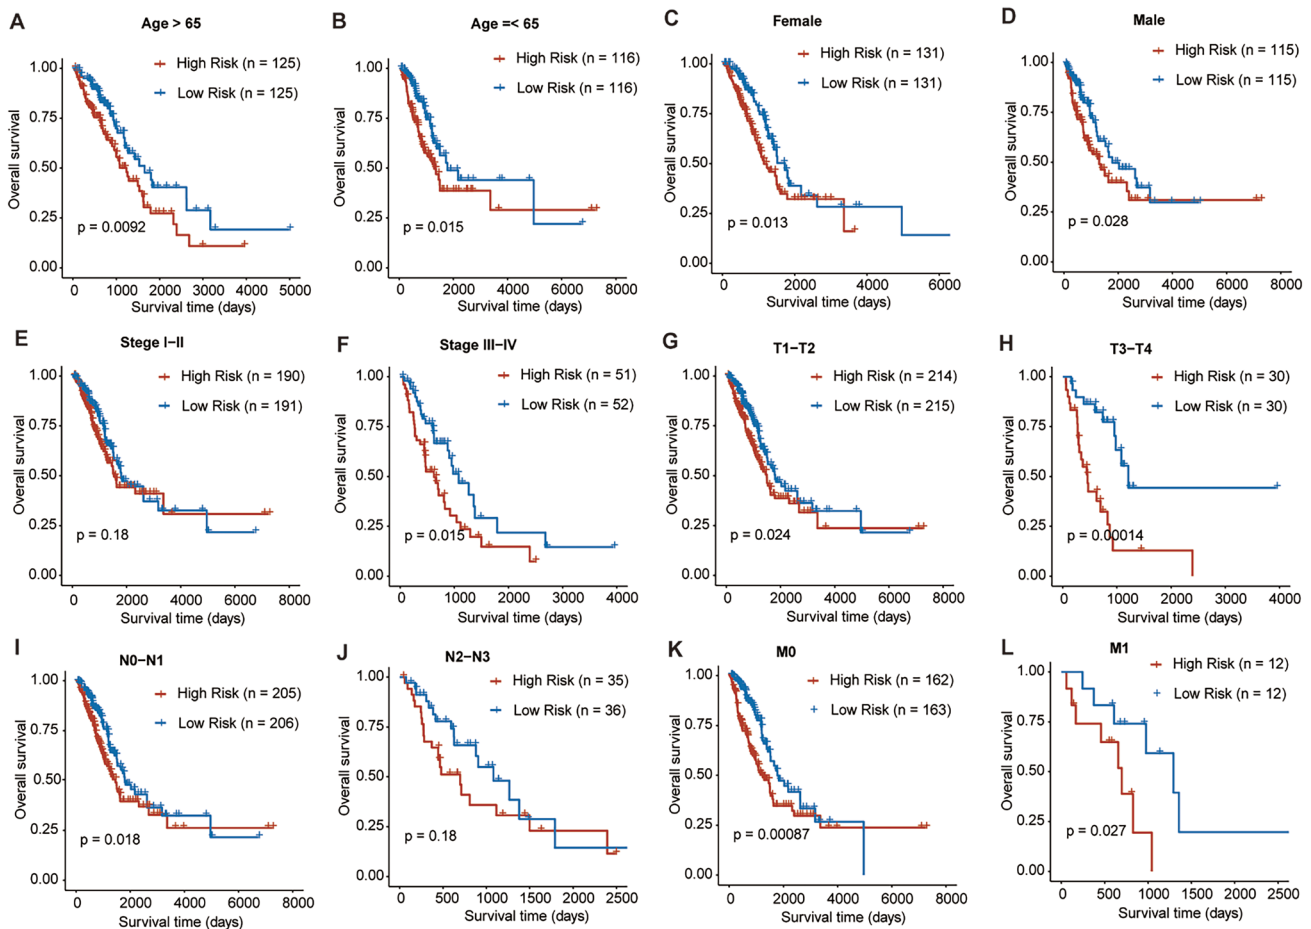 A
Age > 65
High Risk (n = 125)
Low Risk (n = 125)
Overall survival
1.00
0.75
0.50
0.25
0.00
p = 0.0092
0 1000 2000 3000 4000 5000
Survival time (days)
B
Age =< 65
High Risk (n = 116)
Low Risk (n = 116)
Overall survival
1.00
0.75
0.50
0.25
0.00
p = 0.015
0 2000 4000 6000 8000
Survival time (days)
C
Female
High Risk (n = 131)
Low Risk (n = 131)
Overall survival
1.00
0.75
0.50
0.25
0.00
p = 0.013
0 2000 4000 6000
Survival time (days)
D
Male
High Risk (n = 115)
Low Risk (n = 115)
Overall survival
1.00
0.75
0.50
0.25
0.00
p = 0.028
0 2000 4000 6000 8000
Survival time (days)
E
Stege I–II
High Risk (n = 190)
Low Risk (n = 191)
Overall survival
1.00
0.75
0.50
0.25
0.00
p = 0.18
0 2000 4000 6000 8000
Survival time (days)
F
Stage III–IV
High Risk (n = 51)
Low Risk (n = 52)
Overall survival
1.00
0.75
0.50
0.25
0.00
p = 0.015
0 1000 2000 3000 4000
Survival time (days)
G
T1–T2
High Risk (n = 214)
Low Risk (n = 215)
Overall survival
1.00
0.75
0.50
0.25
0.00
p = 0.024
0 2000 4000 6000 8000
Survival time (days)
H
T3–T4
High Risk (n = 30)
Low Risk (n = 30)
Overall survival
1.00
0.75
0.50
0.25
0.00
p = 0.00014
0 1000 2000 3000 4000
Survival time (days)
I
N0–N1
High Risk (n = 205)
Low Risk (n = 206)
Overall survival
1.00
0.75
0.50
0.25
0.00
p = 0.018
0 2000 4000 6000 8000
Survival time (days)
J
N2–N3
High Risk (n = 35)
Low Risk (n = 36)
Overall survival
1.00
0.75
0.50
0.25
0.00
p = 0.18
0 500 1000 1500 2000 2500
Survival time (days)
K
M0
High Risk (n = 162)
Low Risk (n = 163)
Overall survival
1.00
0.75
0.50
0.25
0.00
p = 0.00087
0 2000 4000 6000 8000
Survival time (days)
L
M1
High Risk (n = 12)
Low Risk (n = 12)
Overall survival
1.00
0.75
0.50
0.25
0.00
p = 0.027
0 500 1000 1500 2000 2500
Survival time (days)